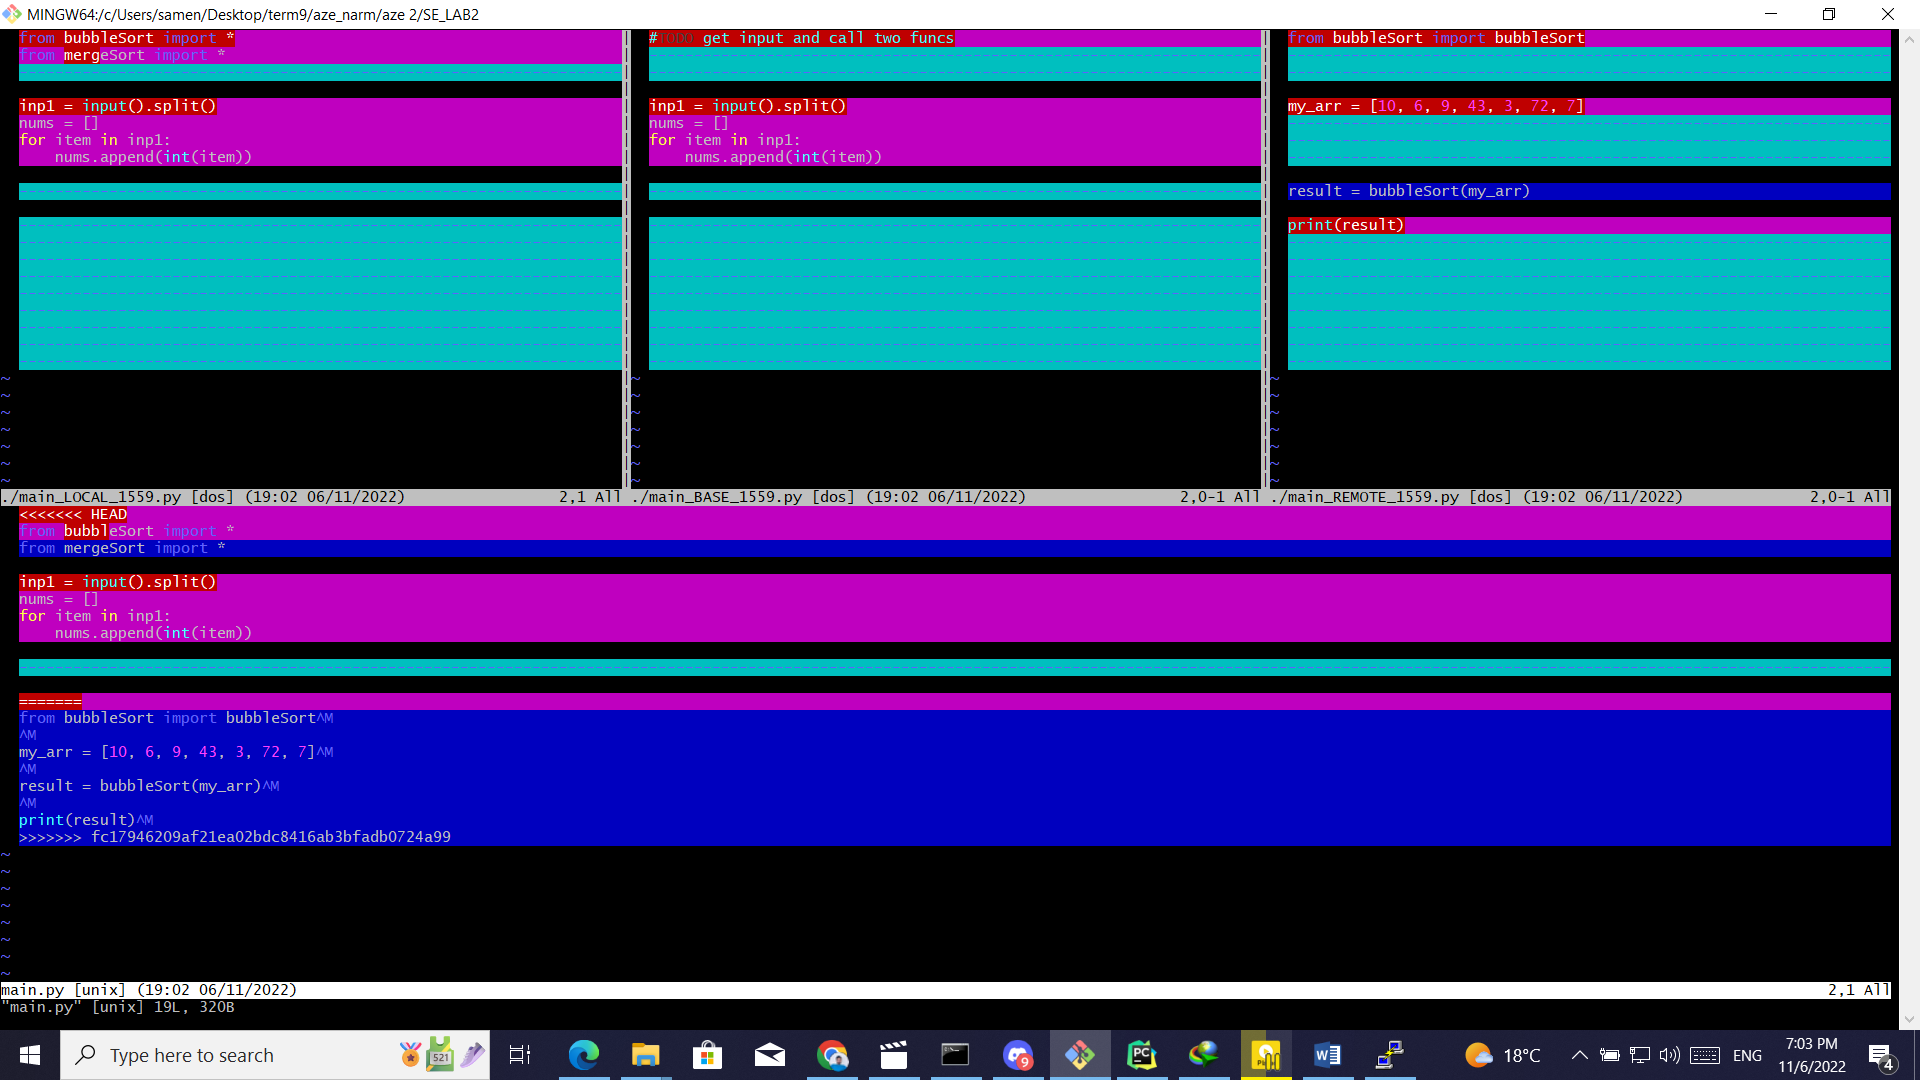 MINGW64:/c/Users/samen/Desktop/term9/aze_narm/aze 2/SE_LAB2
from bubbleSort import *
from mergeSort import *
inp1 = input().split()
nums = []
for item in inp1:
    nums.append(int(item))
~
~
~
~
~
~
~
./main_LOCAL_1559.py [dos] (19:02 06/11/2022) 2,1 All
#TODO get input and call two funcs
inp1 = input().split()
nums = []
for item in inp1:
    nums.append(int(item))
~
~
~
~
~
~
~
./main_BASE_1559.py [dos] (19:02 06/11/2022) 2,0-1 All
from bubbleSort import bubbleSort
my_arr = [10, 6, 9, 43, 3, 72, 7]
result = bubbleSort(my_arr)
print(result)
~
~
~
~
~
~
~
./main_REMOTE_1559.py [dos] (19:02 06/11/2022) 2,0-1 All
<<<<<<< HEAD
from bubbleSort import *
from mergeSort import *
inp1 = input().split()
nums = []
for item in inp1:
    nums.append(int(item))
=======
from bubbleSort import bubbleSort^M
^M
my_arr = [10, 6, 9, 43, 3, 72, 7]^M
^M
result = bubbleSort(my_arr)^M
^M
print(result)^M
>>>>>>> fc17946209af21ea02bdc8416ab3bfadb0724a99
~
~
~
~
~
~
~
~
main.py [unix] (19:02 06/11/2022) 2,1 All
"main.py" [unix] 19L, 320B
Type here to search
521
9
PC
W
18°C
ENG
7:03 PM
11/6/2022
4